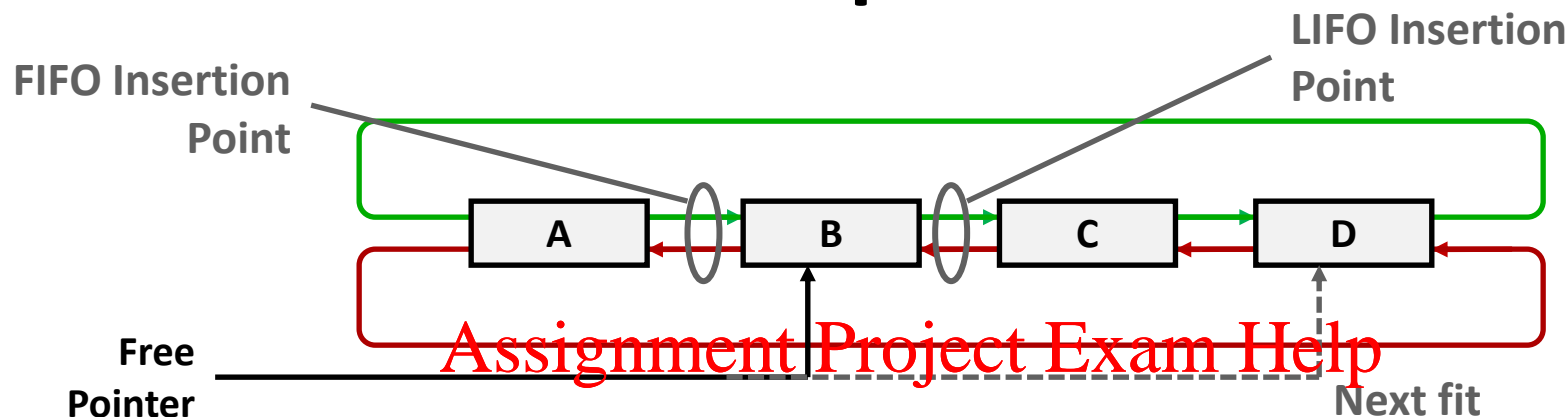 LIFO Insertion
Point
FIFO Insertion
Point
A
B
C
D
Free
Pointer
Assignment Project Exam Help
Next fit